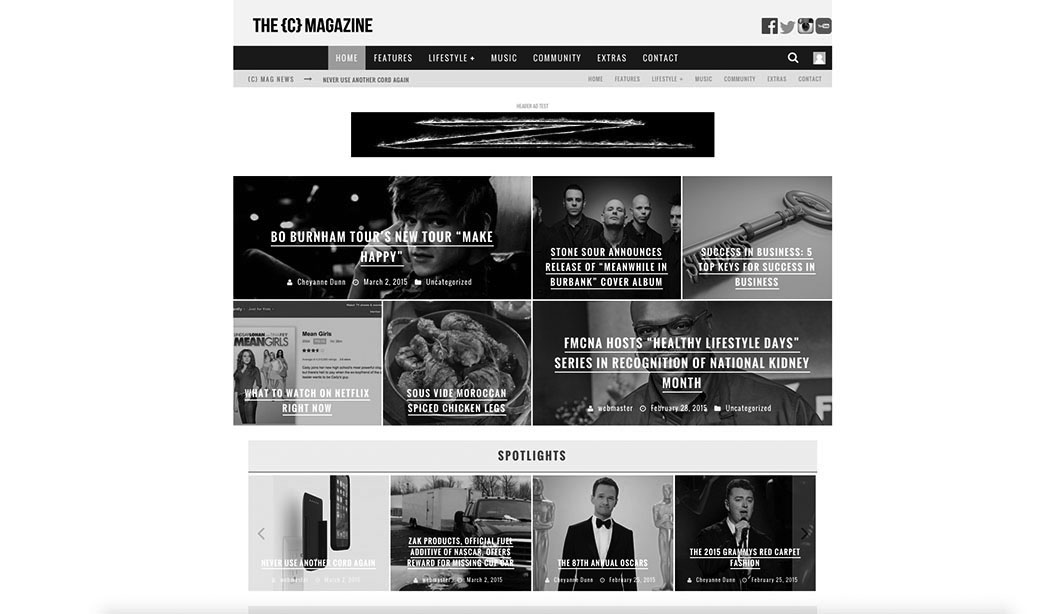 THE {C} MAGAZINE
HOME FEATURES LIFESTYLE + MUSIC COMMUNITY EXTRAS CONTACT
(C) MAG NEWS → NEVER USE ANOTHER CORD AGAIN
HOME FEATURES LIFESTYLE + MUSIC COMMUNITY EXTRAS CONTACT
HEADER AD TEST
BO BURNHAM TOUR'S NEW TOUR “MAKE
HAPPY”
Cheyanne Dunn March 2, 2015 Uncategorized
STONE SOUR ANNOUNCES
RELEASE OF “MEANWHILE IN
BURBANK” COVER ALBUM
SUCCESS IN BUSINESS: 5
TOP KEYS FOR SUCCESS IN
BUSINESS
Mean Girls
MEAN GIRLS
WHAT TO WATCH ON NETFLIX
RIGHT NOW
SOUS VIDE MOROCCAN
SPICED CHICKEN LEGS
FMCNA HOSTS “HEALTHY LIFESTYLE DAYS”
SERIES IN RECOGNITION OF NATIONAL KIDNEY
MONTH
webmaster February 28, 2015 Uncategorized
SPOTLIGHTS
NEVER USE ANOTHER CORD AGAIN
webmaster March 2, 2015
ZAK PRODUCTS, OFFICIAL FUEL
ADDITIVE OF NASCAR, OFFERS
REWARD FOR MISSING CUP CAR
webmaster March 2, 2015
THE 87TH ANNUAL OSCARS
Cheyanne Dunn February 25, 2015
THE 2015 GRAMMYS RED CARPET
FASHION
Cheyanne Dunn February 25, 2015